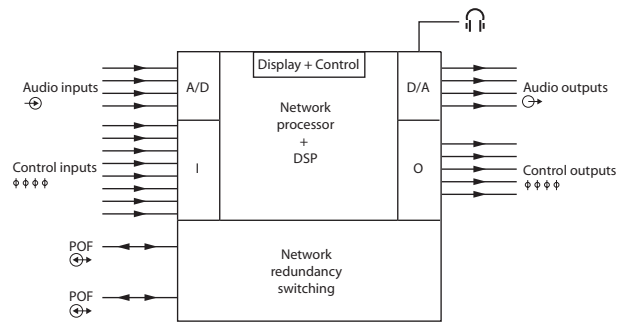 Display + Control
Audio inputs
A/D
D/A
Audio outputs
Network
processor
+
DSP
Control inputs
I
O
Control outputs
POF
Network
redundancy
switching
POF